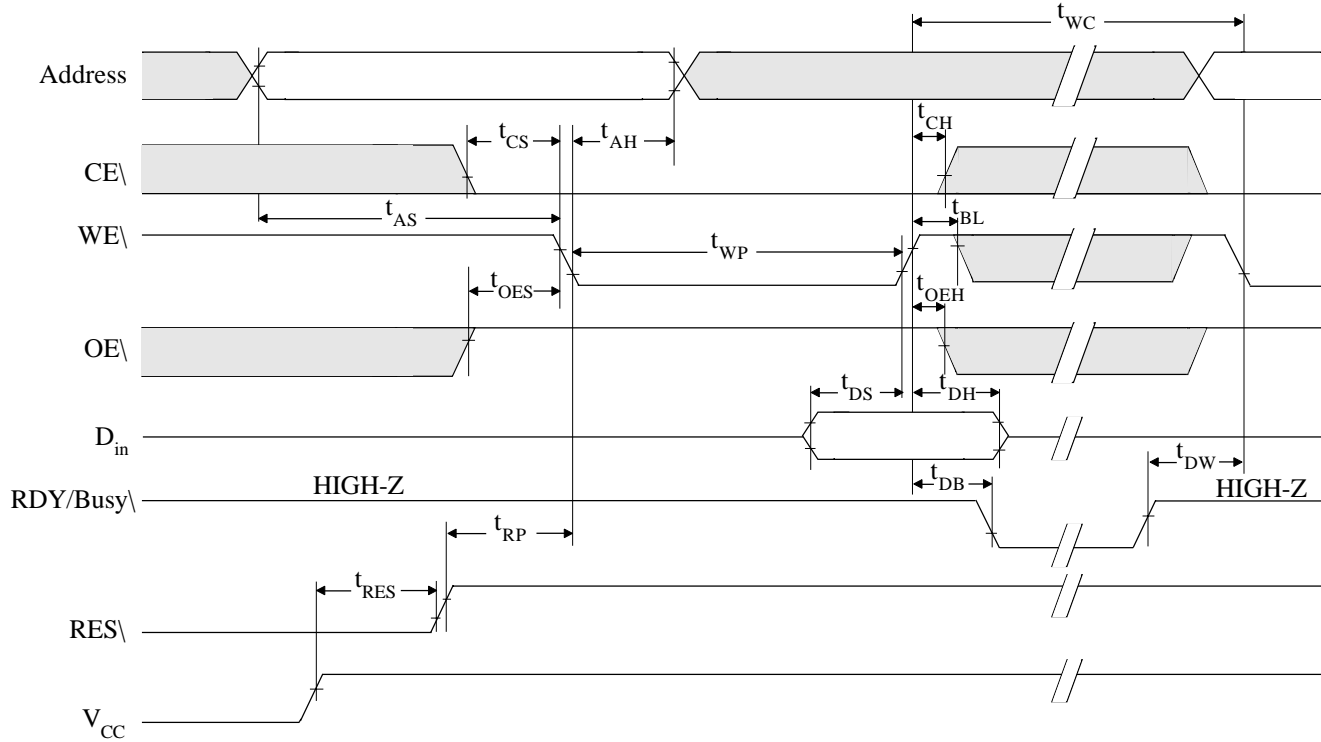 tWC
Address
tCS
tAH
tCH
CE\
tAS
tBL
WE\
tWP
tOES
tOEH
OE\
tDS
tDH
Din
tDB
tDW
HIGH-Z
HIGH-Z
RDY/Busy\
tRP
tRES
RES\
VCC